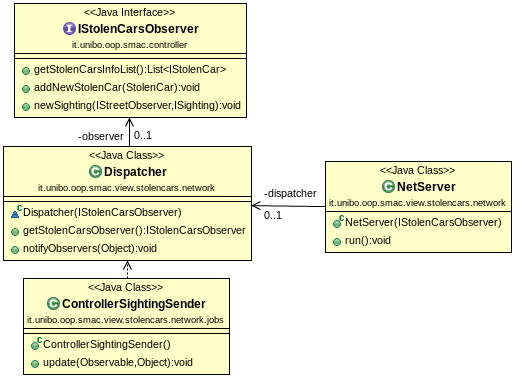 <<Java Interface>>
IStolenCarsObserver
it.unibo.oop.smac.controller
getStolenCarsInfoList():List<IStolenCar>
addNewStolenCar(StolenCar):void
newSighting(IStreetObserver,ISighting):void
-observer 0..1
<<Java Class>>
Dispatcher
it.unibo.oop.smac.view.stolencars.network
Dispatcher(IStolenCarsObserver)
getStolenCarsObserver():IStolenCarsObserver
notifyObservers(Object):void
-dispatcher
0..1
<<Java Class>>
NetServer
it.unibo.oop.smac.view.stolencars.network
NetServer(IStolenCarsObserver)
run():void
<<Java Class>>
ControllerSightingSender
it.unibo.oop.smac.view.stolencars.network.jobs
ControllerSightingSender()
update(Observable,Object):void